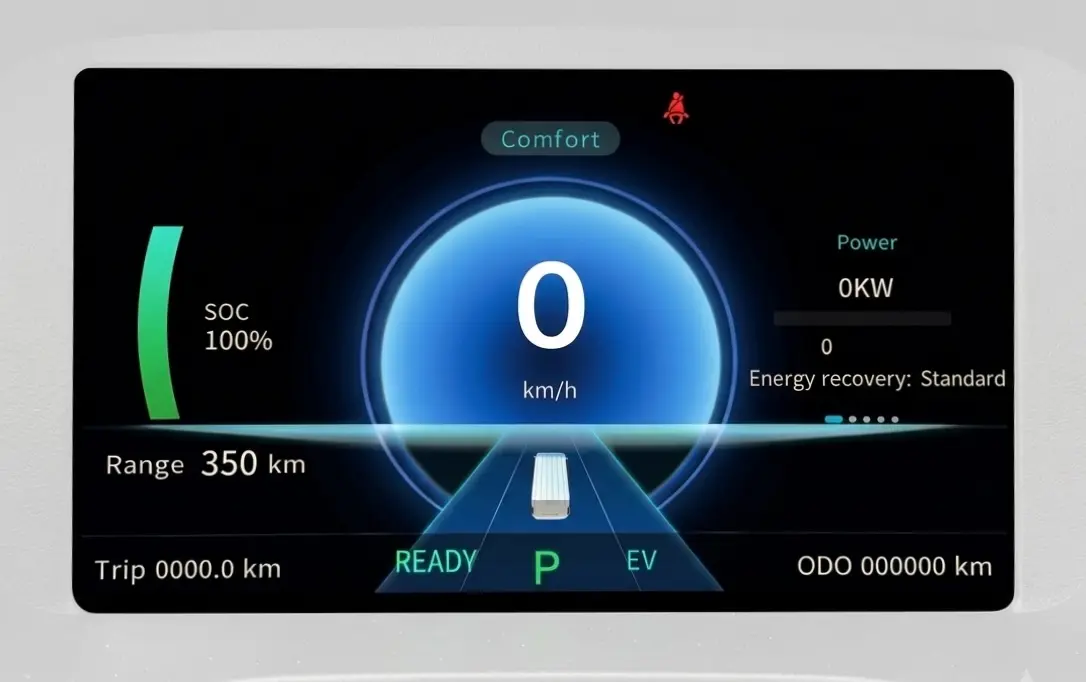 Comfort
SOC
100%
0
km/h
Power
0KW
0
Energy recovery: Standard
Range 350 km
Trip 0000.0 km
READY P EV
ODO 000000 km